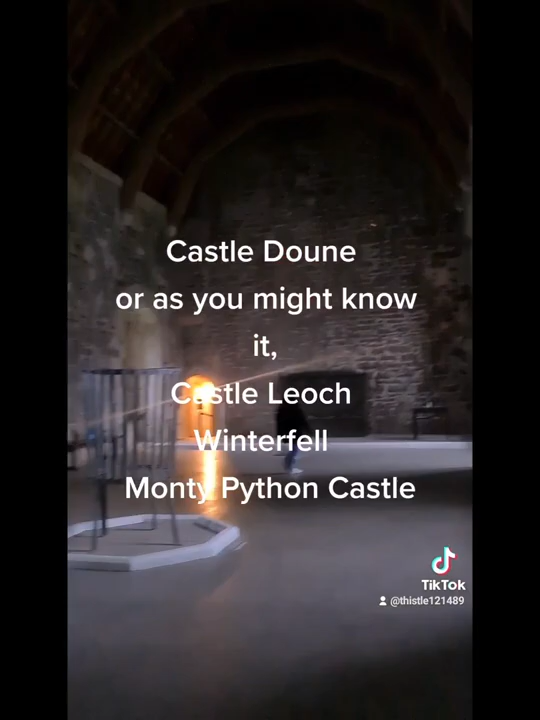 Castle Doune
or as you might know
it,
Castle Leoch
Winterfell
Monty Python Castle
TikTok
@thistle121489